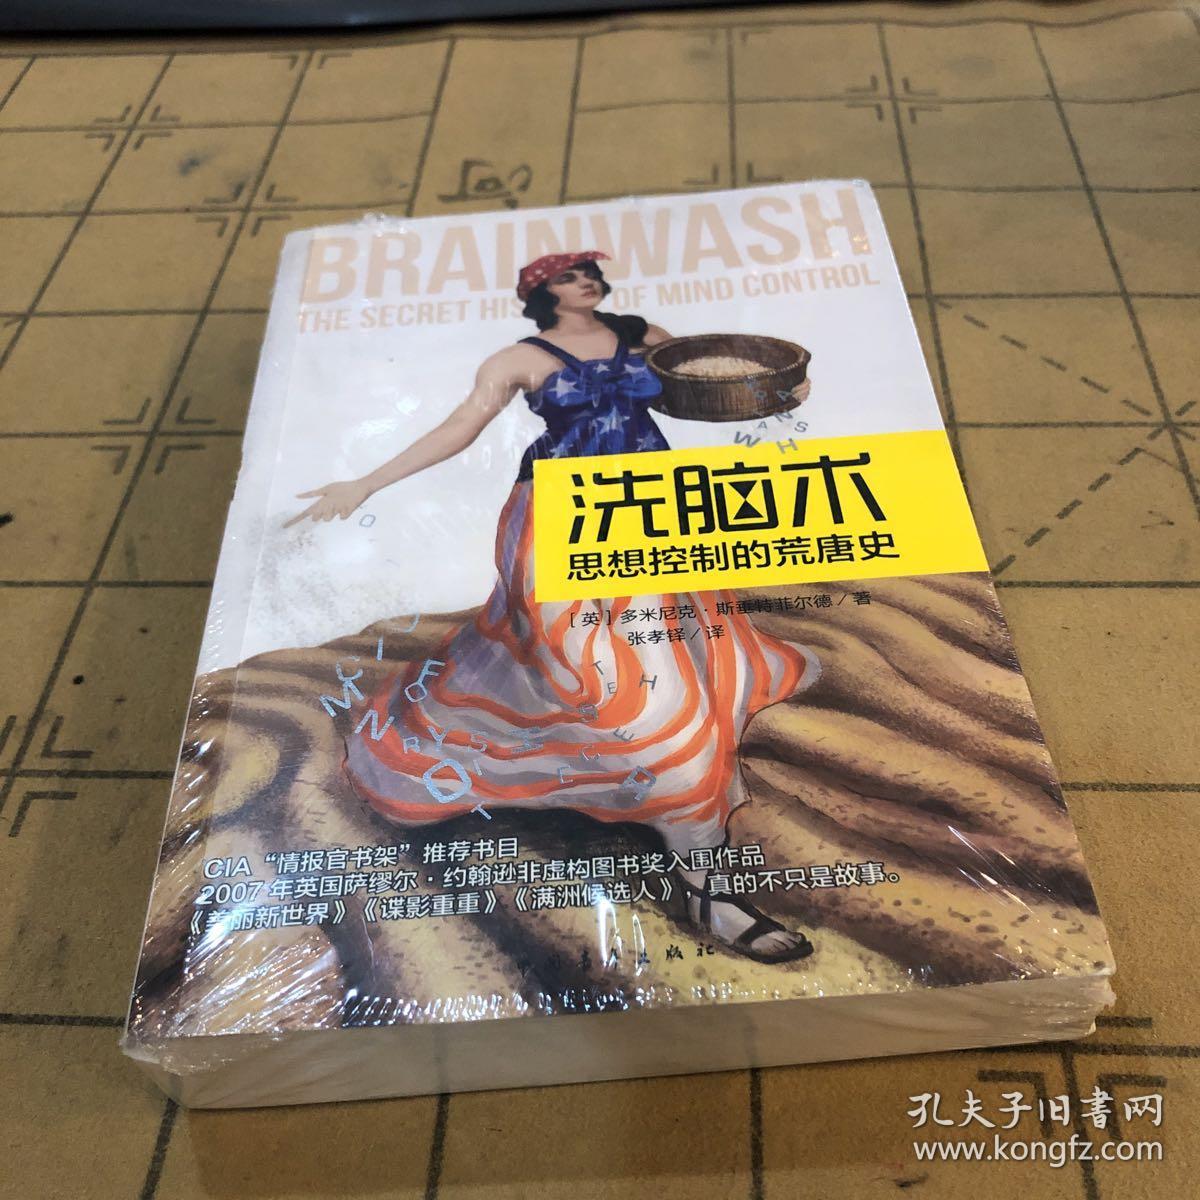 BRAINWASH
THE SECRET HIS OF MIND CONTROL
洗脑术
思想控制的荒唐史
［英］多米尼克·斯垂特菲尔德／著
张孝铎／译
CIA“情报官书架”推荐书目
2007年英国萨缪尔·约翰逊非虚构图书奖入围作品
《美丽新世界》《谍影重重》《满洲候选人》，真的不只是故事。
出版社
孔夫子旧书网
www.kongfz.com